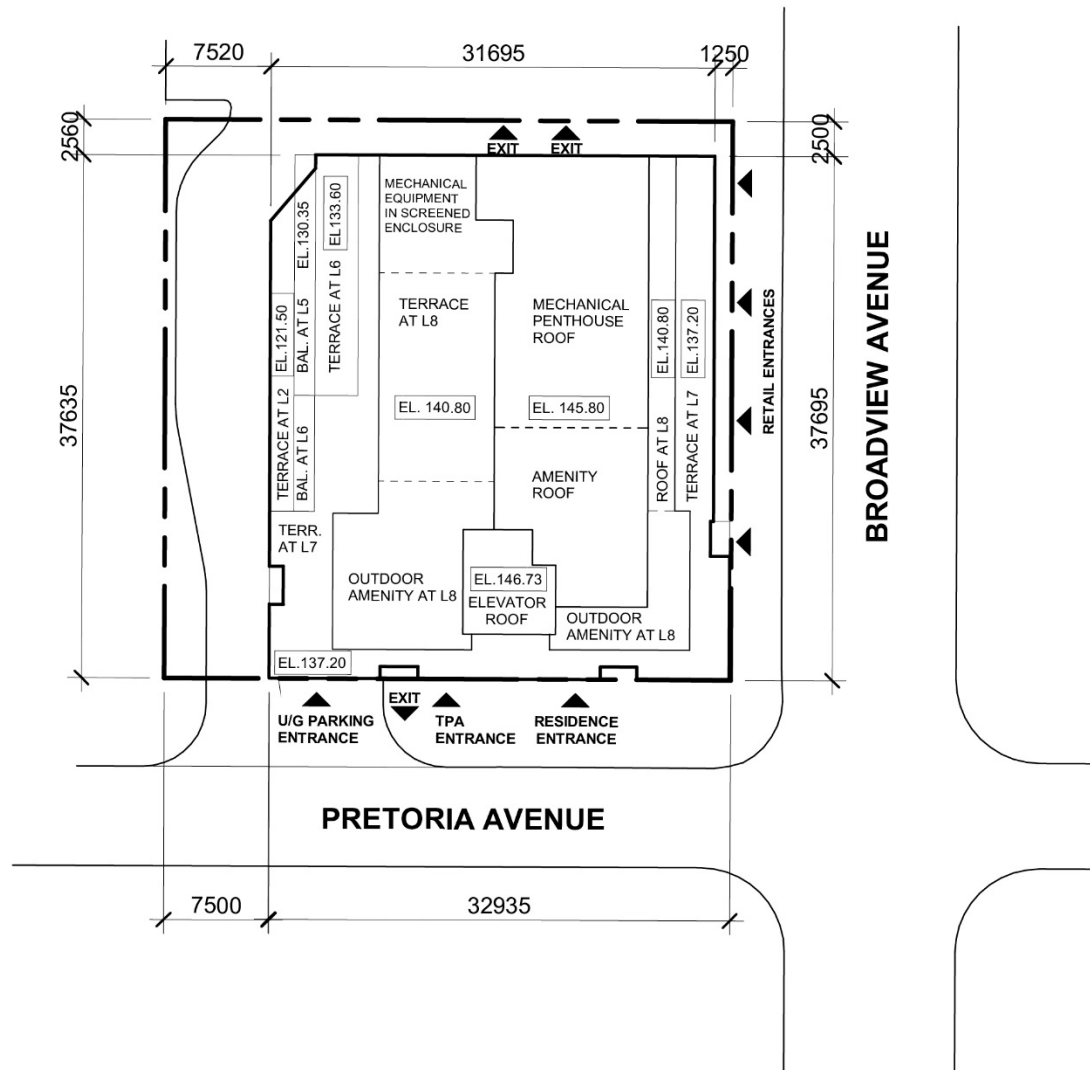 7520
31695
1250
2560
2500
EXIT
EXIT
MECHANICAL
EQUIPMENT
IN SCREENED
ENCLOSURE
EL.133.60
TERRACE AT L6
EL.130.35
BAL. AT L5
EL.121.50
TERRACE AT L2
BAL. AT L6
TERRACE
AT L8
MECHANICAL
PENTHOUSE
ROOF
EL.140.80
ROOF AT L8
EL.137.20
TERRACE AT L7
RETAIL ENTRANCES
BROADVIEW AVENUE
37635
37695
EL. 140.80
EL. 145.80
AMENITY
ROOF
TERR.
AT L7
OUTDOOR
AMENITY AT L8
EL.146.73
ELEVATOR
ROOF
OUTDOOR
AMENITY AT L8
EL.137.20
U/G PARKING
ENTRANCE
EXIT
TPA
ENTRANCE
RESIDENCE
ENTRANCE
PRETORIA AVENUE
7500
32935